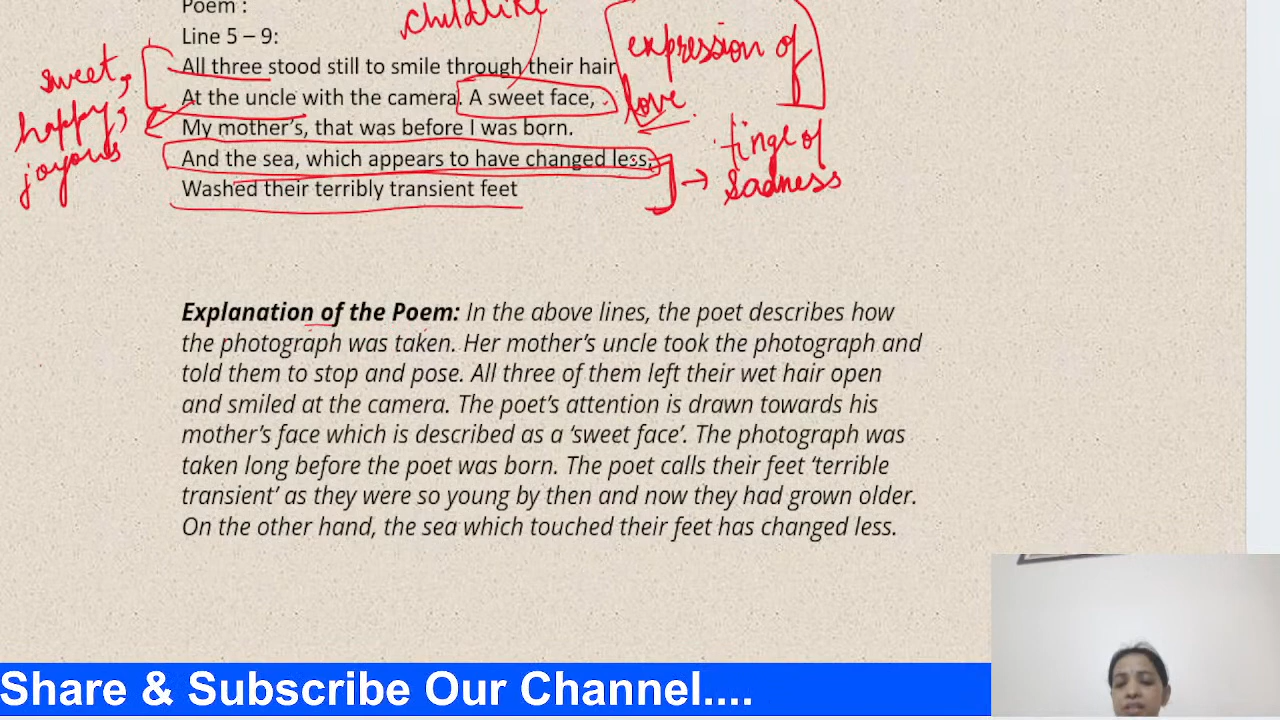 Poem :
childlike
Line 5 – 9:
All three stood still to smile through their hair
At the uncle with the camera. A sweet face,
My mother’s, that was before I was born.
And the sea, which appears to have changed less,
Washed their terribly transient feet
sweet,
happy,
joyous
expression of
love
tinge of
sadness
Explanation of the Poem: In the above lines, the poet describes how
the photograph was taken. Her mother’s uncle took the photograph and
told them to stop and pose. All three of them left their wet hair open
and smiled at the camera. The poet’s attention is drawn towards his
mother’s face which is described as a ‘sweet face’. The photograph was
taken long before the poet was born. The poet calls their feet ‘terrible
transient’ as they were so young by then and now they had grown older.
On the other hand, the sea which touched their feet has changed less.
Share & Subscribe Our Channel....